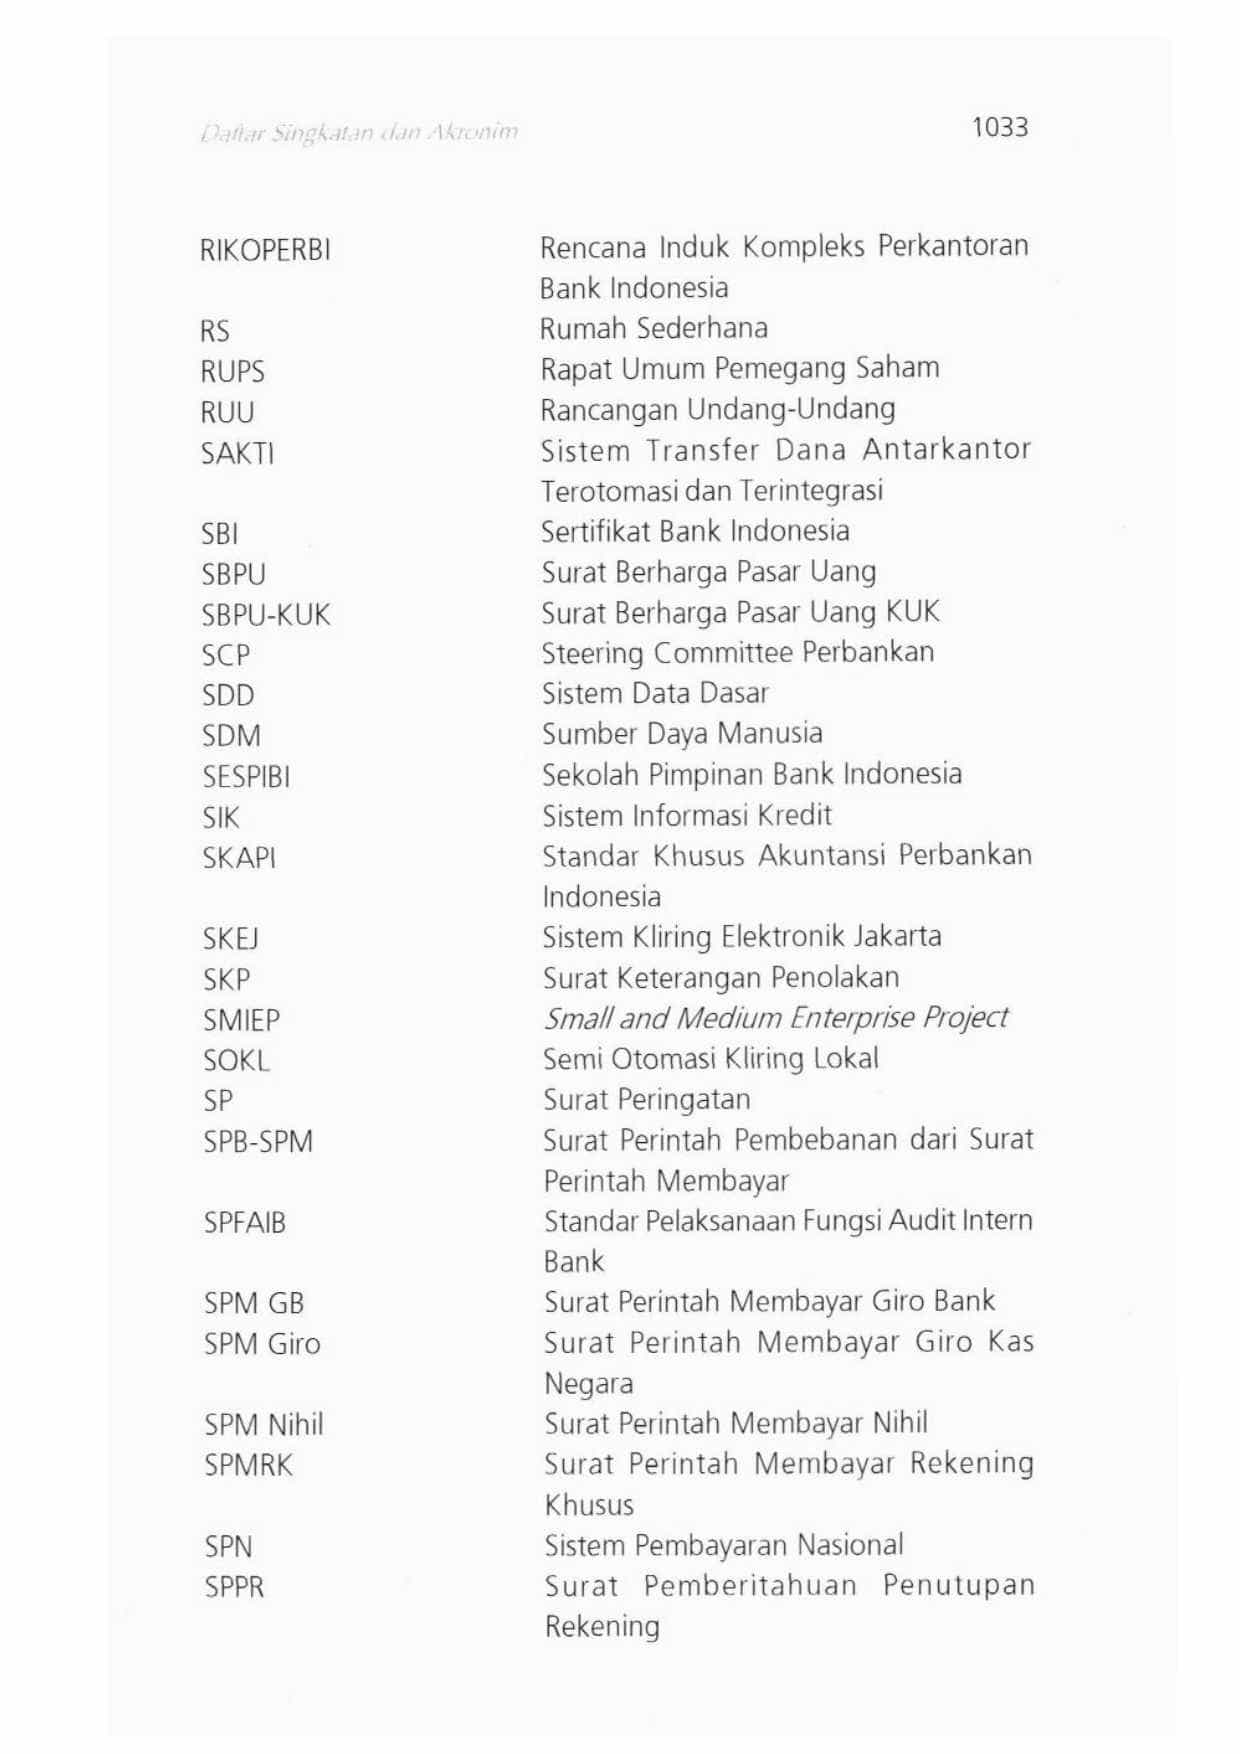 Daftar Singkatan dan Akronim 1033
RIKOPERBI Rencana Induk Kompleks Perkantoran
Bank Indonesia
RS Rumah Sederhana
RUPS Rapat Umum Pemegang Saham
RUU Rancangan Undang-Undang
SAKTI Sistem Transfer Dana Antarkantor
Terotomasi dan Terintegrasi
SBI Sertifikat Bank Indonesia
SBPU Surat Berharga Pasar Uang
SBPU-KUK Surat Berharga Pasar Uang KUK
SCP Steering Committee Perbankan
SDD Sistem Data Dasar
SDM Sumber Daya Manusia
SESPIBI Sekolah Pimpinan Bank Indonesia
SIK Sistem Informasi Kredit
SKAPI Standar Khusus Akuntansi Perbankan
Indonesia
SKEJ Sistem Kliring Elektronik Jakarta
SKP Surat Keterangan Penolakan
SMIEP Small and Medium Enterprise Project
SOKL Semi Otomasi Kliring Lokal
SP Surat Peringatan
SPB-SPM Surat Perintah Pembebanan dari Surat
Perintah Membayar
SPFAIB Standar Pelaksanaan Fungsi Audit Intern
Bank
SPM GB Surat Perintah Membayar Giro Bank
SPM Giro Surat Perintah Membayar Giro Kas
Negara
SPM Nihil Surat Perintah Membayar Nihil
SPMRK Surat Perintah Membayar Rekening
Khusus
SPN Sistem Pembayaran Nasional
SPPR Surat Pemberitahuan Penutupan
Rekening